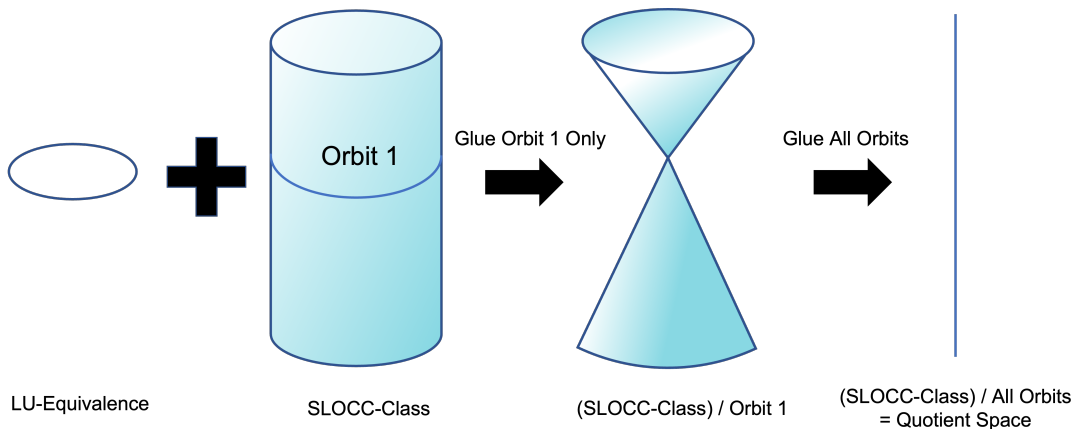 Orbit 1
Glue Orbit 1 Only
Glue All Orbits
LU-Equivalence
SLOCC-Class
(SLOCC-Class) / Orbit 1
(SLOCC-Class) / All Orbits
= Quotient Space